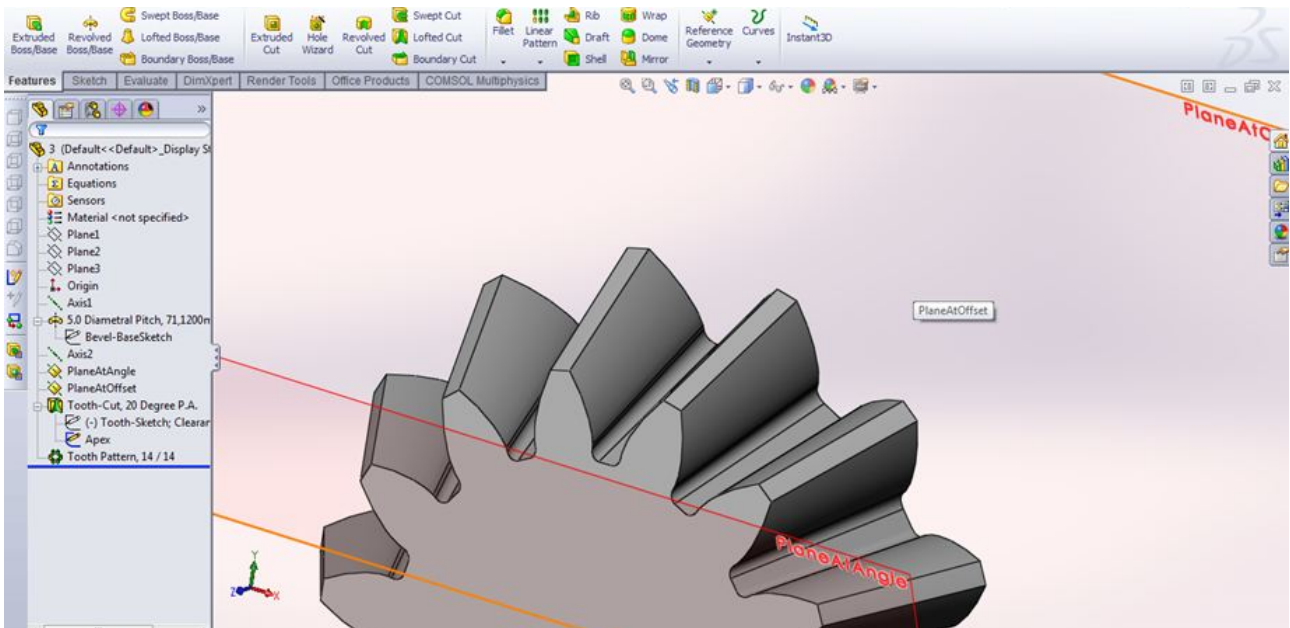 Extruded Boss/Base
Revolved Boss/Base
Swept Boss/Base
Lofted Boss/Base
Boundary Boss/Base
Extruded Cut
Hole Wizard
Revolved Cut
Swept Cut
Lofted Cut
Boundary Cut
Fillet
Linear Pattern
Rib
Draft
Shell
Wrap
Dome
Mirror
Reference Geometry
Curves
Instant3D
Features
Sketch
Evaluate
DimXpert
Render Tools
Office Products
COMSOL Multiphysics
3 (Default<<Default>_Display St
Annotations
Equations
Sensors
Material <not specified>
Plane1
Plane2
Plane3
Origin
Axis1
5.0 Diametral Pitch, 71,1200m
Bevel-BaseSketch
Axis2
PlaneAtAngle
PlaneAtOffset
Tooth-Cut, 20 Degree P.A.
(-) Tooth-Sketch; Clearan
Apex
Tooth Pattern, 14 / 14
PlaneAtO
PlaneAtOffset
PlaneAtAngle
Y
Z
X